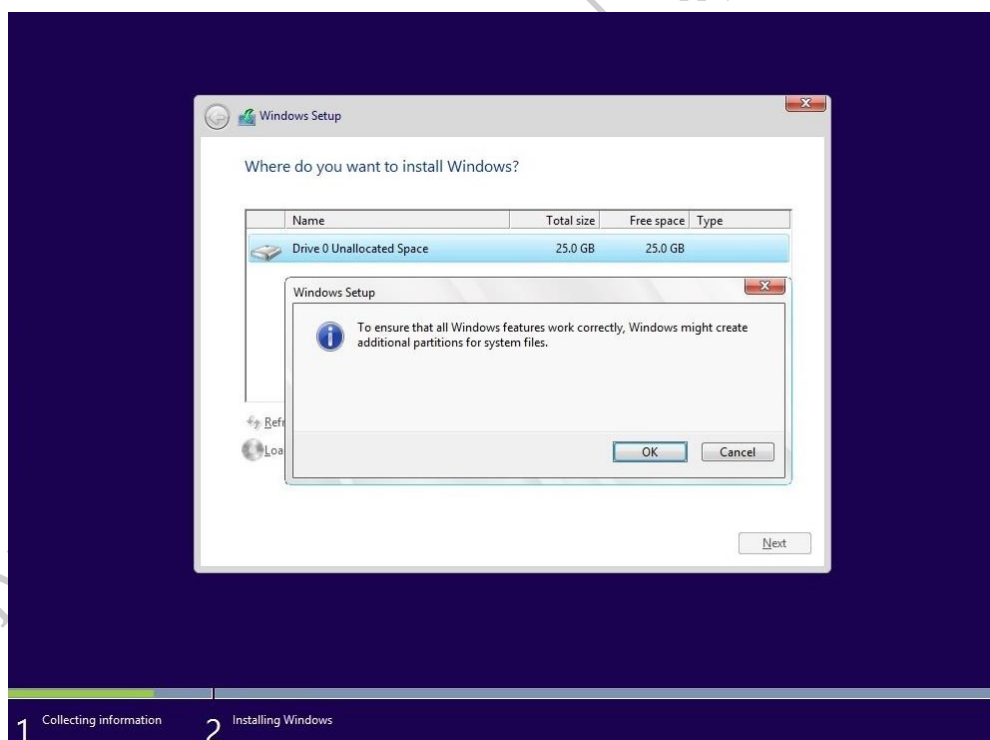 Windows Setup
Where do you want to install Windows?
Name Total size Free space Type
Drive 0 Unallocated Space 25.0 GB 25.0 GB
Windows Setup
To ensure that all Windows features work correctly, Windows might create
additional partitions for system files.
OK Cancel
Next
1 Collecting information 2 Installing Windows